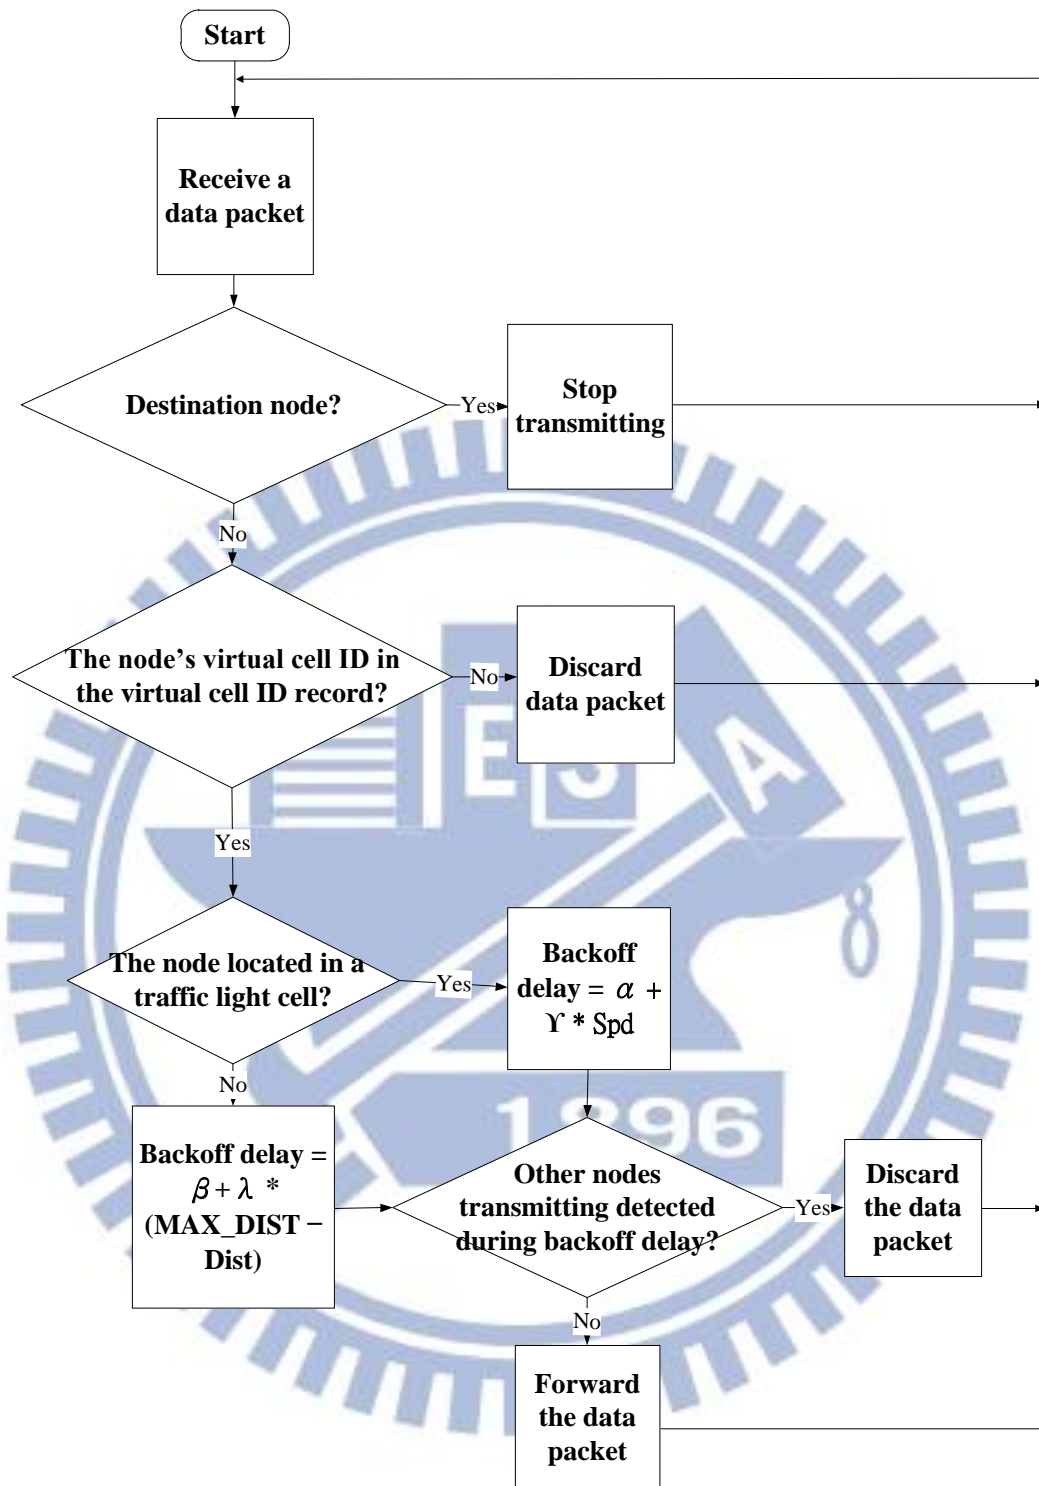 Start
Receive a
data packet
Destination node?
Yes
Stop
transmitting
No
The node's virtual cell ID in
the virtual cell ID record?
No
Discard
data packet
E S A
Yes
The node located in a
traffic light cell?
Yes
Backoff
delay = α +
ϒ * Spd
No
1896
Backoff delay =
β + λ *
(MAX_DIST −
Dist)
Other nodes
transmitting detected
during backoff delay?
Yes
Discard
the data
packet
No
Forward
the data
packet